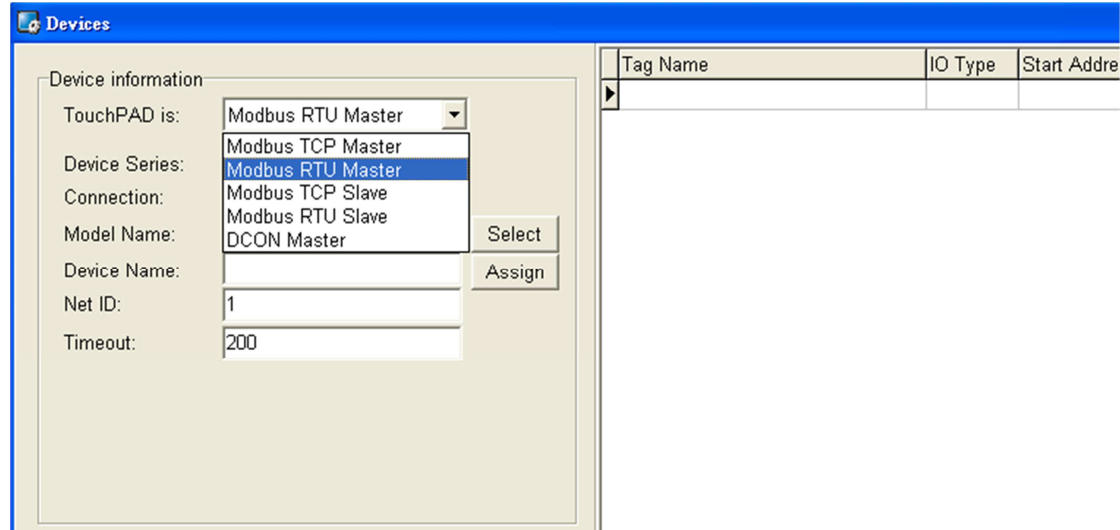 Devices
Device information
TouchPAD is: Modbus RTU Master
Modbus TCP Master
Modbus RTU Master
Modbus TCP Slave
Modbus RTU Slave
DCON Master
Device Series:
Connection:
Model Name: Select
Device Name: Assign
Net ID: 1
Timeout: 200
Tag Name IO Type Start Addre